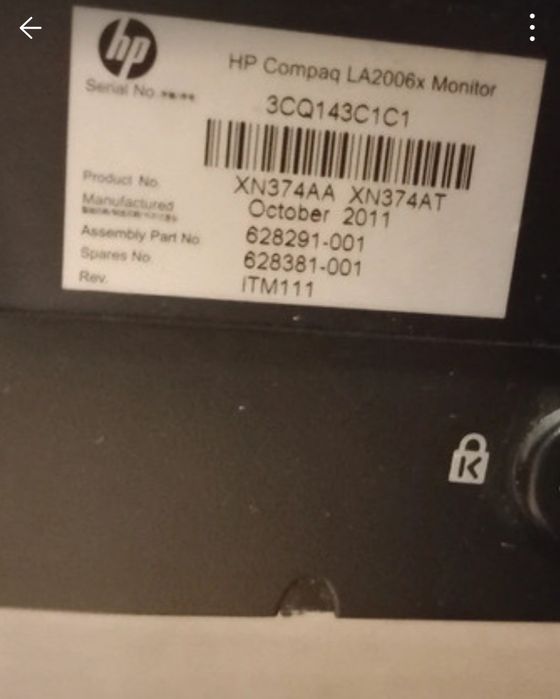 hp
HP Compaq LA2006x Monitor
Serial No
3CQ143C1C1
Product No. XN374AA XN374AT
Manufactured October 2011
Assembly Part No 628291-001
Spares No 628381-001
Rev. ITM111
K